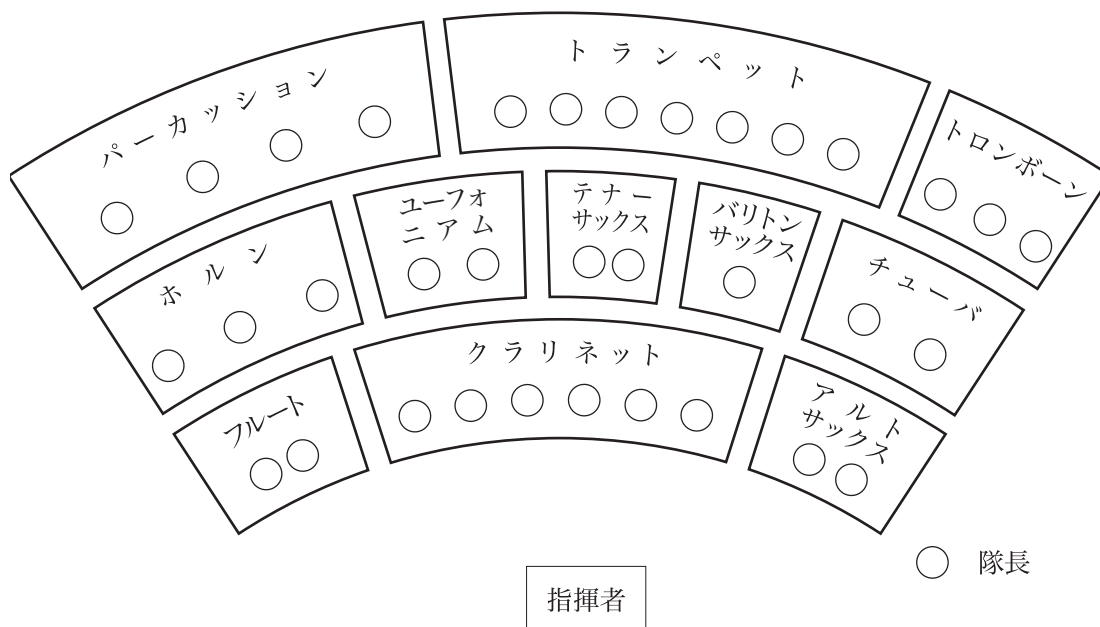 パーカッション
トランペット
トロンボーン
ホルン
ユーフォ
ニアム
テナー
サックス
バリトン
サックス
チューバ
フルート
クラリネット
アルト
サックス
隊長
指揮者